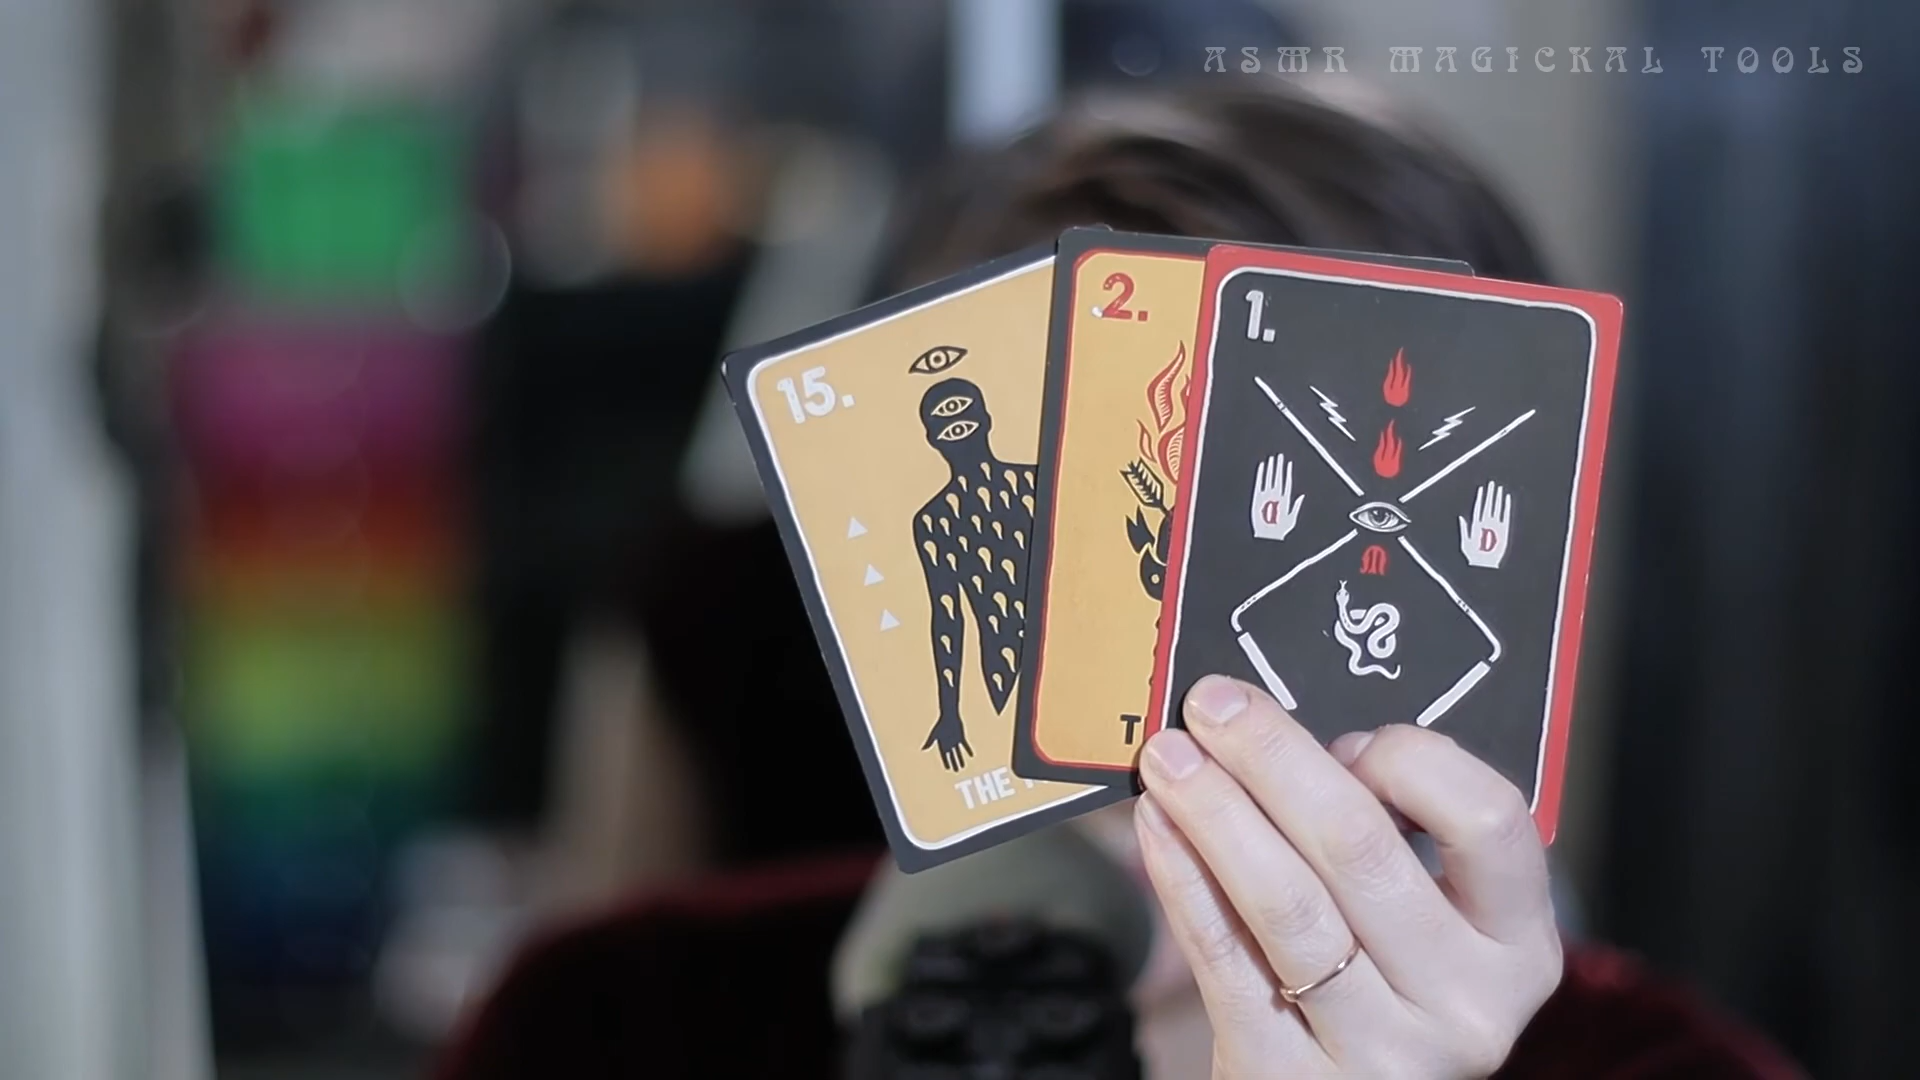 ASMR MAGICKAL TOOLS
15.
THE
2.
1.
D
D
M